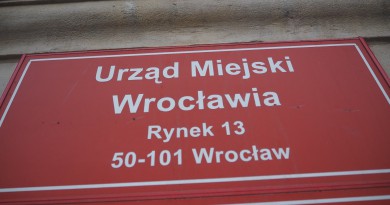 Urząd Miejski
Wrocławia
Rynek 13
50-101 Wrocław